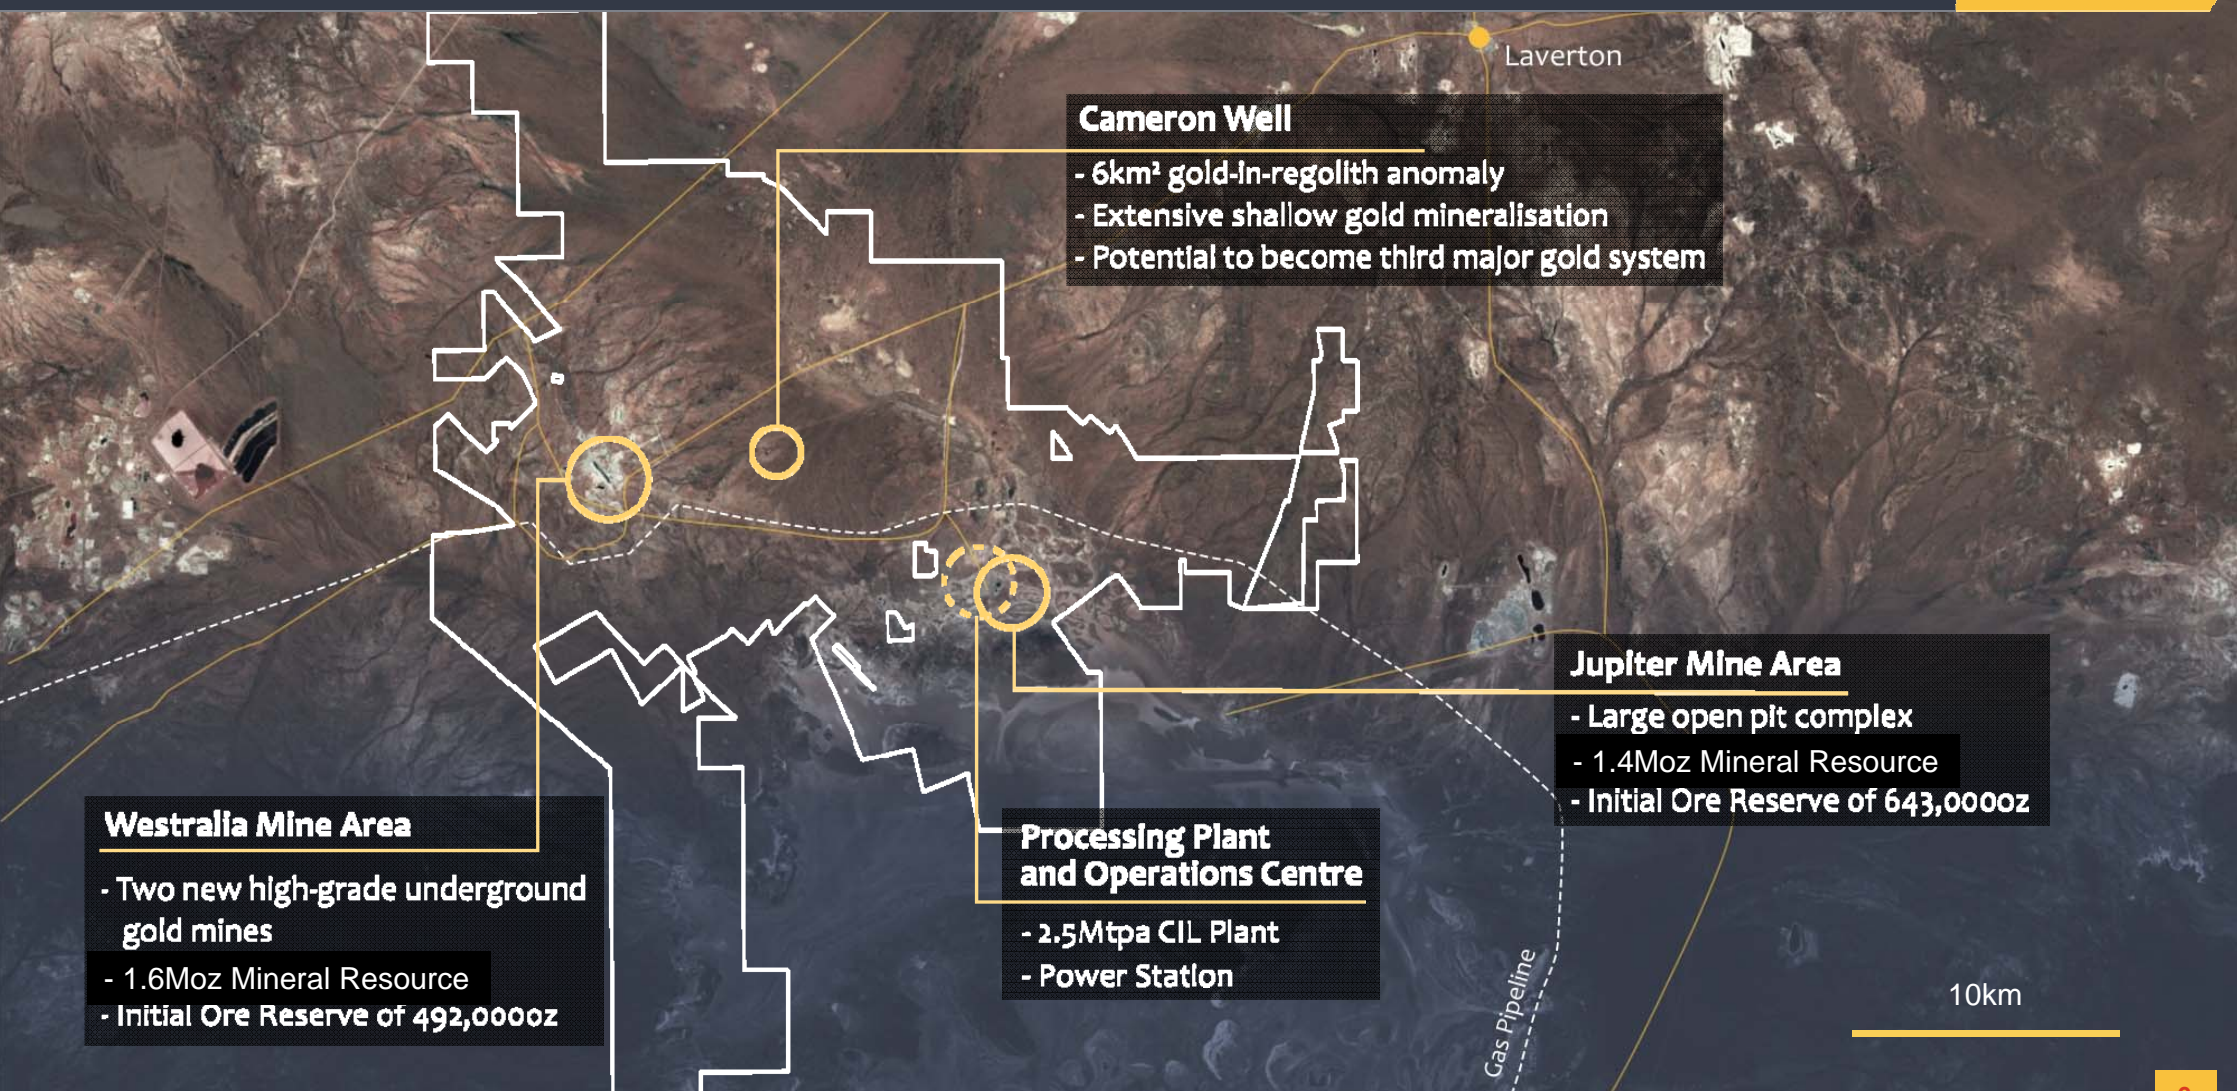 Laverton
Cameron Well
- 6km² gold-in-regolith anomaly
- Extensive shallow gold mineralisation
- Potential to become third major gold system
Jupiter Mine Area
- Large open pit complex
- 1.4Moz Mineral Resource
- Initial Ore Reserve of 643,000oz
Westralia Mine Area
- Two new high-grade underground
gold mines
- 1.6Moz Mineral Resource
- Initial Ore Reserve of 492,000oz
Processing Plant
and Operations Centre
- 2.5Mtpa CIL Plant
- Power Station
Gas Pipeline
10km